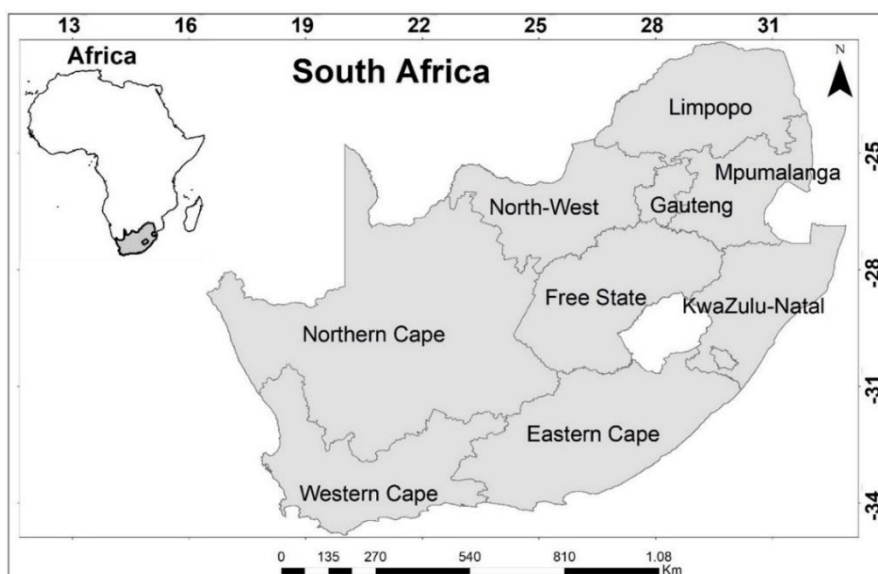 13 16 19 22 25 28 31
Africa
South Africa
N
Limpopo
-25
Mpumalanga
North-West
Gauteng
-28
Free State
KwaZulu-Natal
Northern Cape
-31
Eastern Cape
Western Cape
-34
0 135 270 540 810 1.08
Km